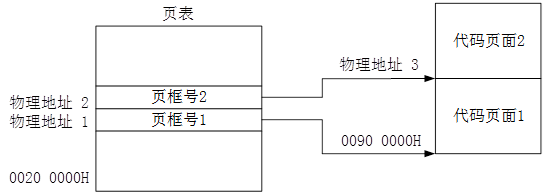 页表
代码页面2
物理地址 3
物理地址 2
页框号2
物理地址 1
页框号1
代码页面1
0090 0000H
0020 0000H